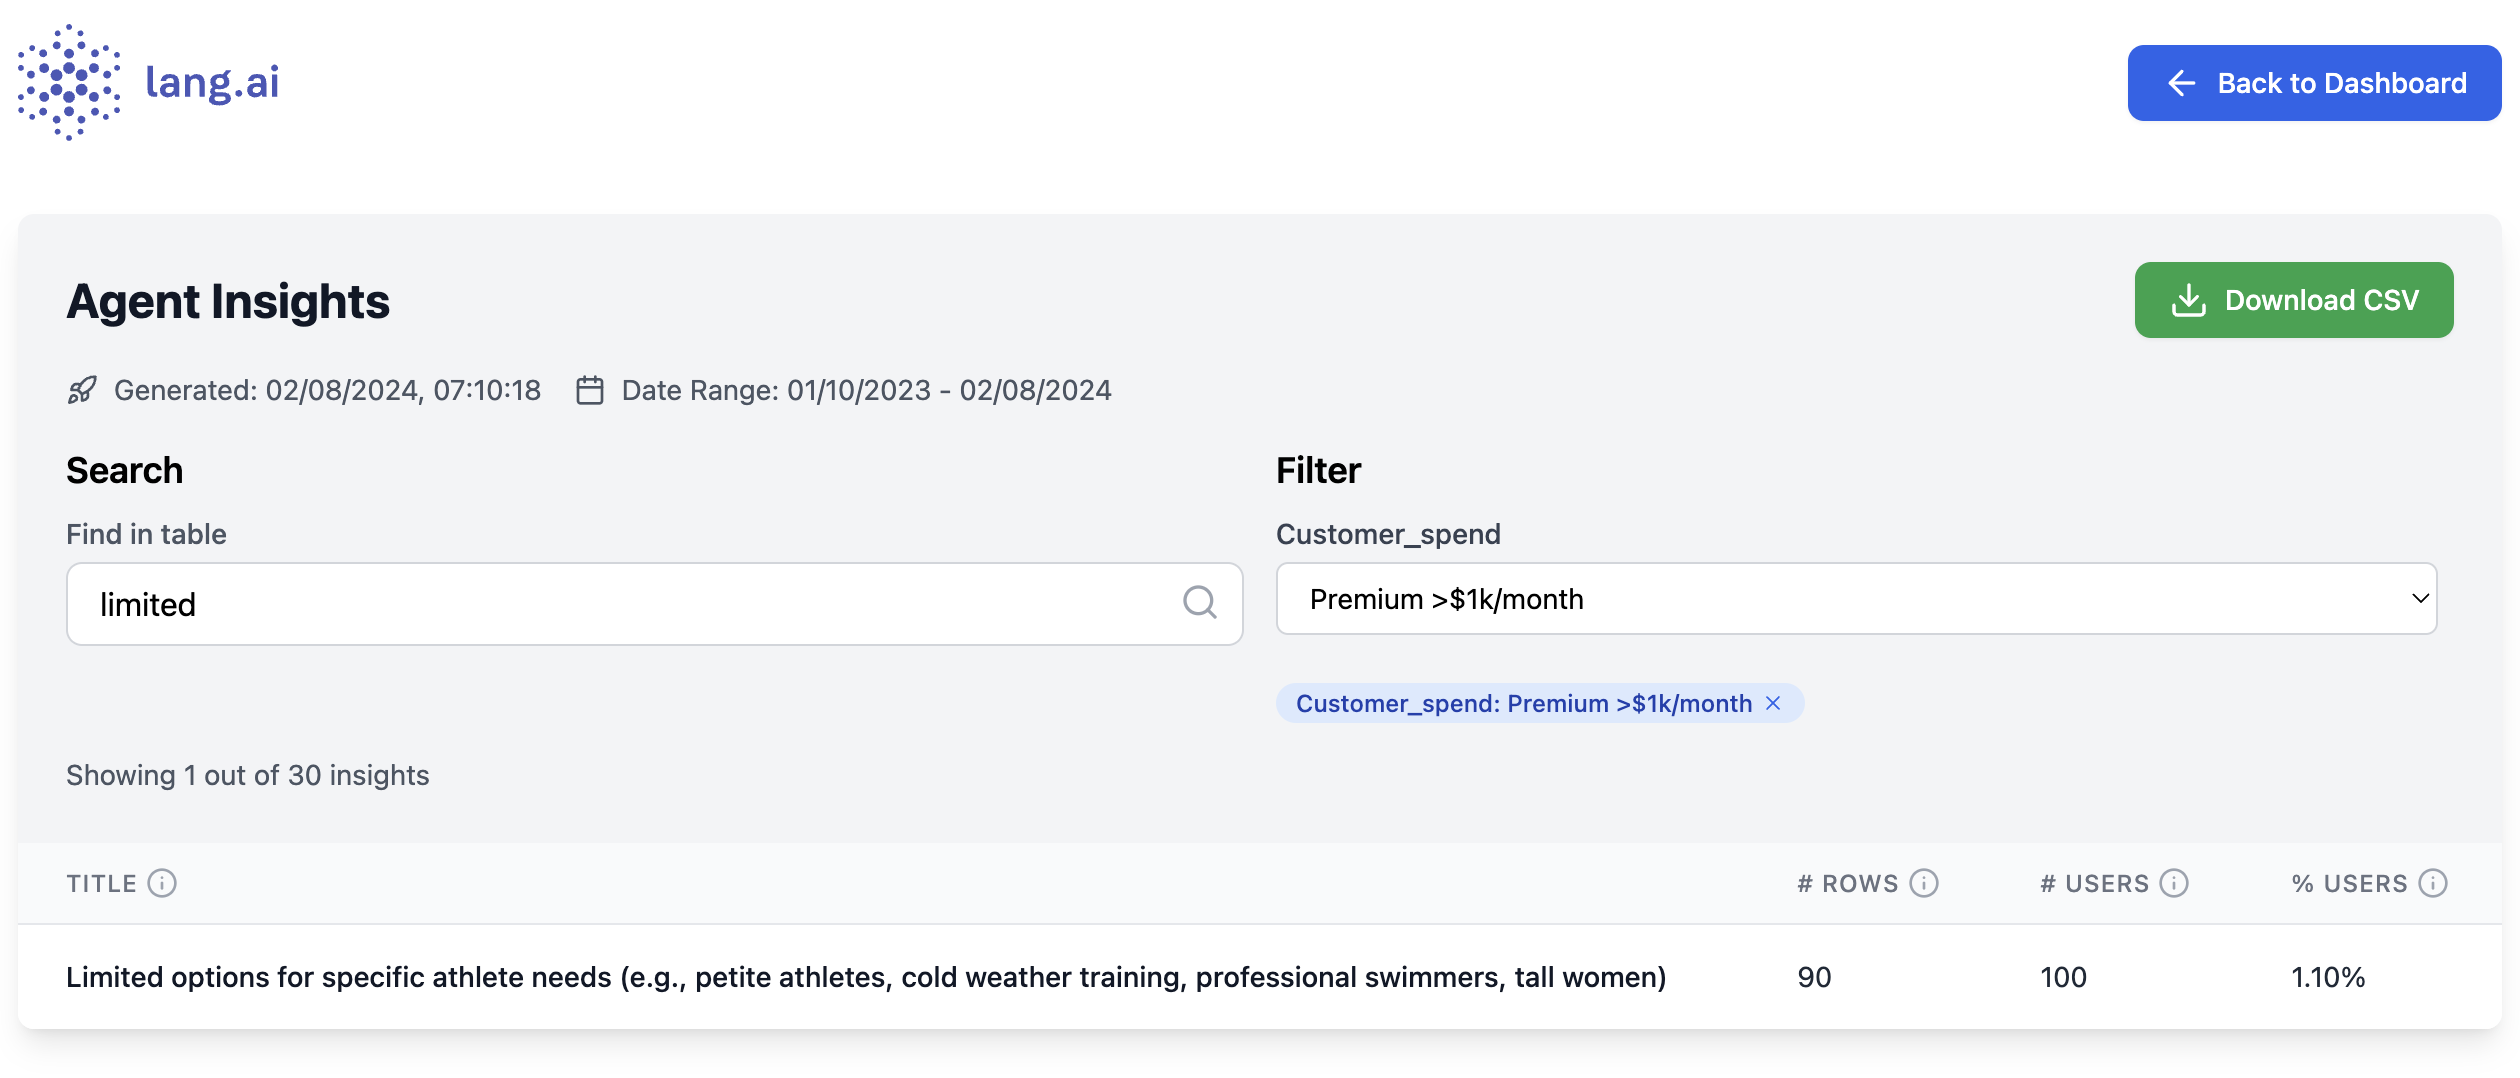 lang.ai
Back to Dashboard
Agent Insights
Download CSV
Generated: 02/08/2024, 07:10:18
Date Range: 01/10/2023 - 02/08/2024
Search
Filter
Find in table
Customer_spend
limited
Premium >$1k/month
Customer_spend: Premium >$1k/month
Showing 1 out of 30 insights
TITLE # ROWS # USERS % USERS
Limited options for specific athlete needs (e.g., petite athletes, cold weather training, professional swimmers, tall women) 90 100 1.10%